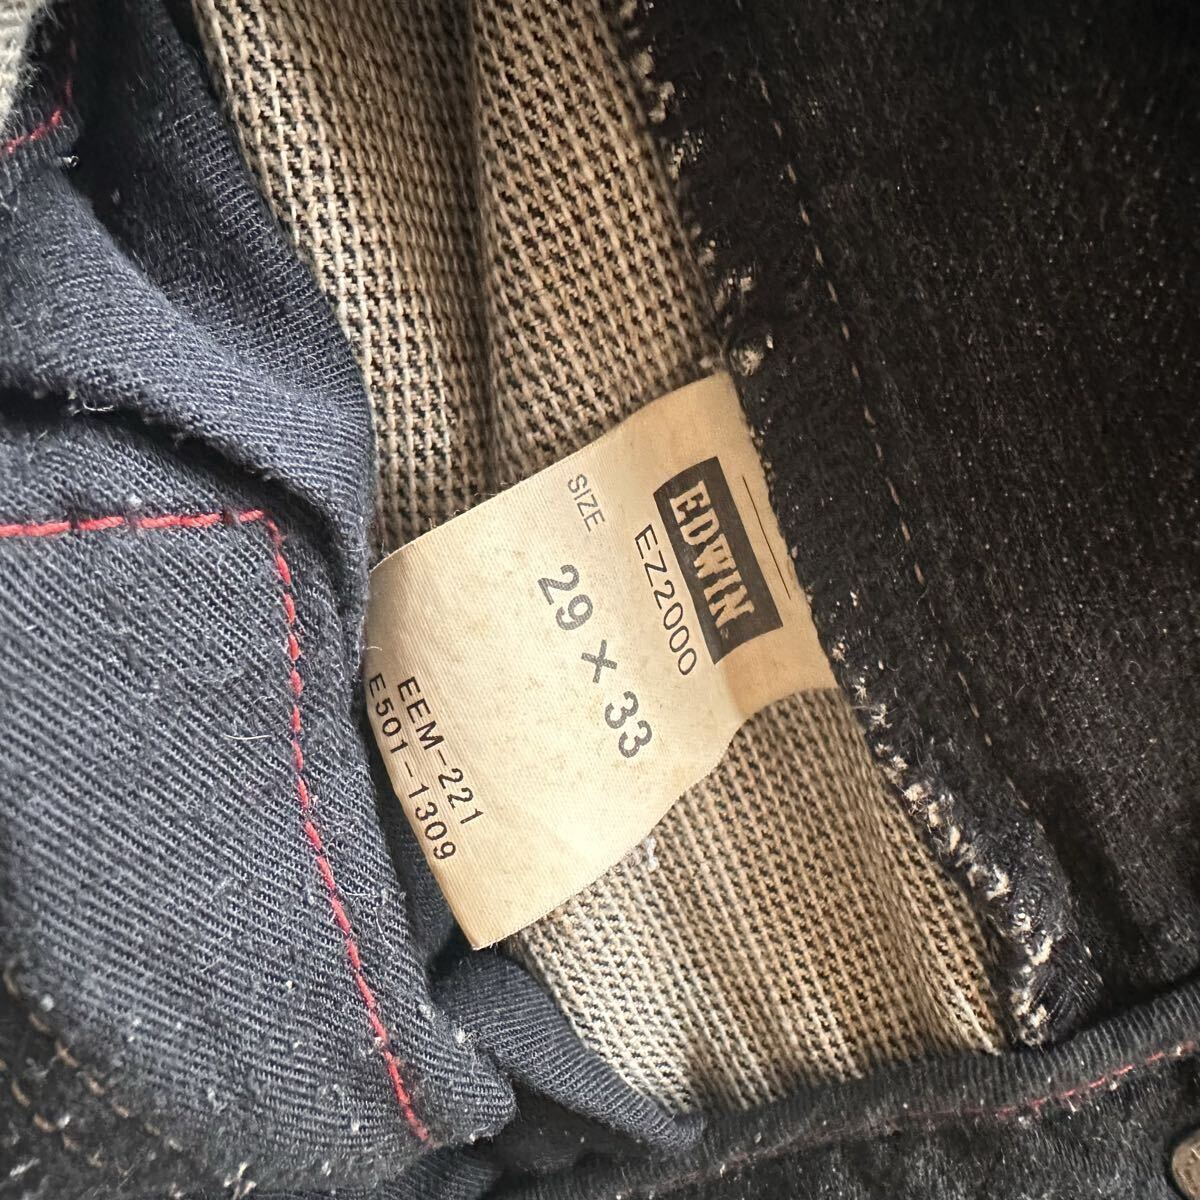 EDWIN
EZ2000
SIZE
29 × 33
EEM-221
E501-1309